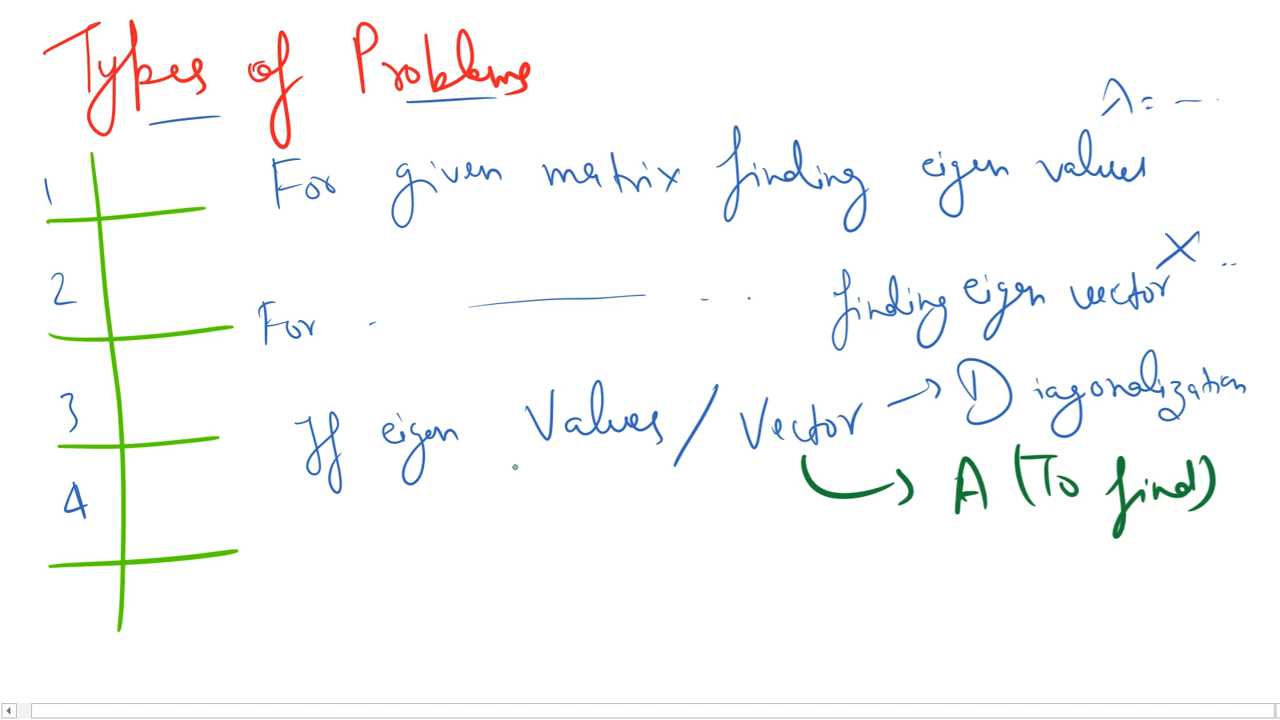 Types of Problems
λ = - - .
1 For given matrix finding eigen values
2 For - ——— . . finding eigen vector X ..
3 If eigen Values / Vector → Diagonalization
4 → A (To find)